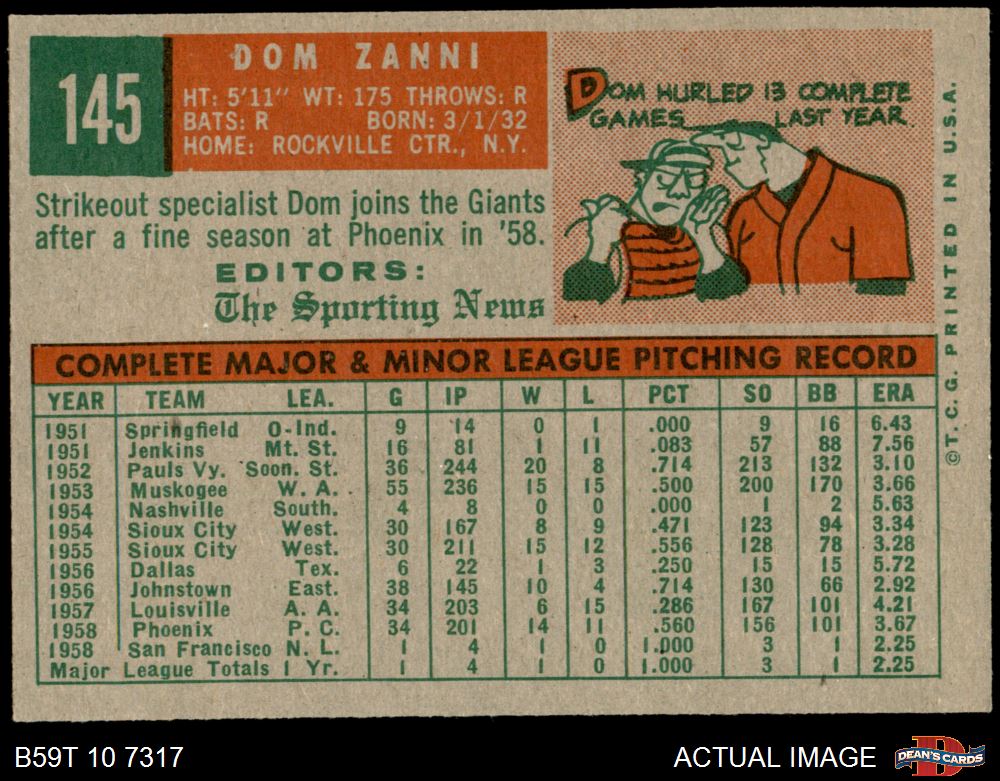 145
DOM ZANNI
HT: 5'11" WT: 175 THROWS: R
BATS: R BORN: 3/1/32
HOME: ROCKVILLE CTR., N.Y.
DOM HURLED 13 COMPLETE
GAMES LAST YEAR.
Strikeout specialist Dom joins the Giants
after a fine season at Phoenix in '58.
EDITORS:
The Sporting News
COMPLETE MAJOR & MINOR LEAGUE PITCHING RECORD
YEAR TEAM LEA. G IP W L PCT SO BB ERA
1951 Springfield O-Ind. 9 14 0 1 .000 9 16 6.43
1951 Jenkins Mt. St. 16 81 1 11 .083 57 88 7.56
1952 Pauls Vy. Soon. St. 36 244 20 8 .714 213 132 3.10
1953 Muskogee W. A. 55 236 15 15 .500 200 170 3.66
1954 Nashville South. 4 8 0 0 .000 1 2 5.63
1954 Sioux City West. 30 167 8 9 .471 123 94 3.34
1955 Sioux City West. 30 211 15 12 .556 128 78 3.28
1956 Dallas Tex. 6 22 1 3 .250 15 15 5.72
1956 Johnstown East. 38 145 10 4 .714 130 66 2.92
1957 Louisville A. A. 34 203 6 15 .286 167 101 4.21
1958 Phoenix P. C. 34 201 14 11 .560 156 101 3.67
1958 San Francisco N. L. 1 4 1 0 1.000 3 1 2.25
Major League Totals 1 Yr. 1 4 1 0 1.000 3 1 2.25
©T. C. G. PRINTED IN U.S.A.
B59T 10 7317
ACTUAL IMAGE
D
DEAN'S CARDS